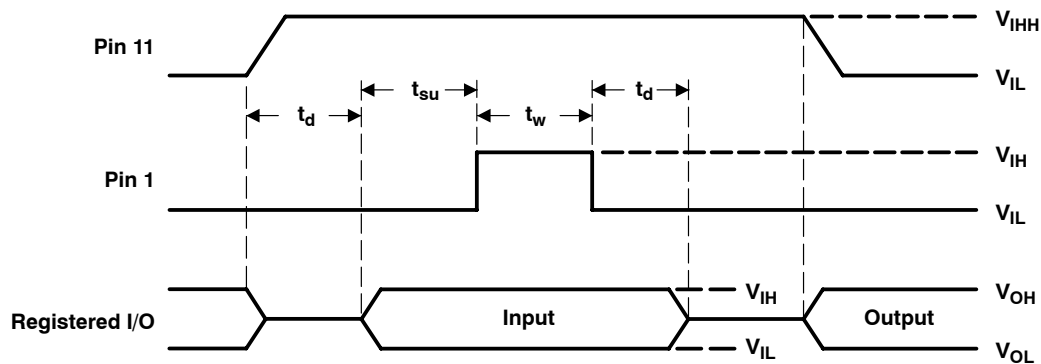 Pin 11
V_IHH
V_IL
t_d
t_su
t_w
t_d
Pin 1
V_IH
V_IL
Registered I/O
Input
V_IH
V_IL
Output
V_OH
V_OL